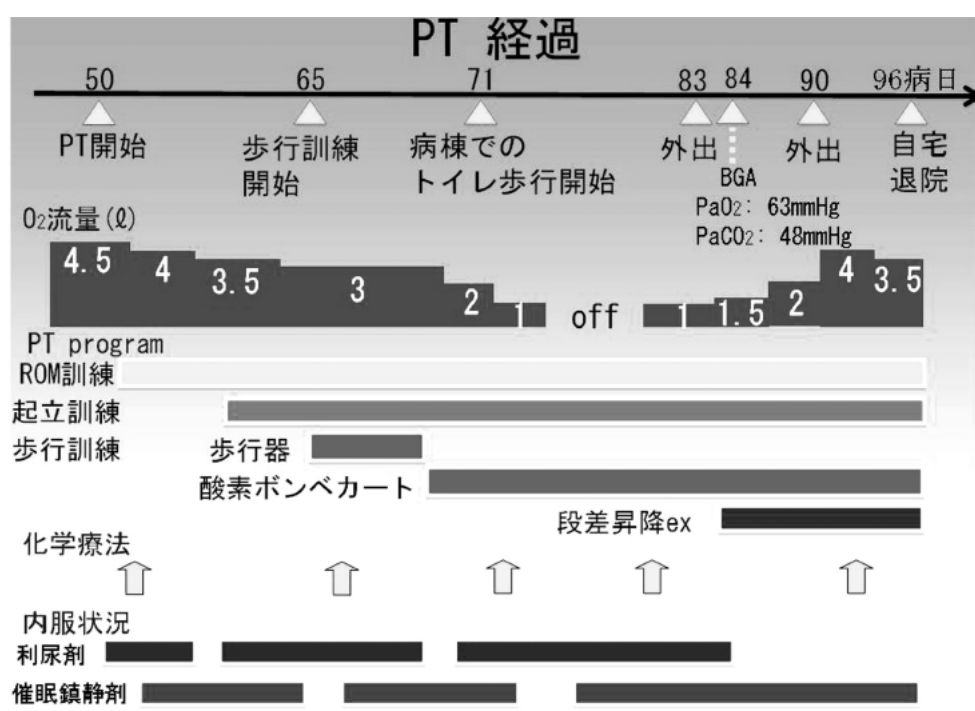 PT 経過
50 65 71 83 84 90 96病日
PT開始
歩行訓練
開始
病棟での
トイレ歩行開始
外出
BGA
PaO2： 63mmHg
PaCO2： 48mmHg
外出
自宅
退院
O2流量(ℓ)
4.5 4 3.5 3 2 1 off 1 1.5 2 4 3.5
PT program
ROM訓練
起立訓練
歩行訓練 歩行器
酸素ボンベカート
段差昇降ex
化学療法
内服状況
利尿剤
催眠鎮静剤